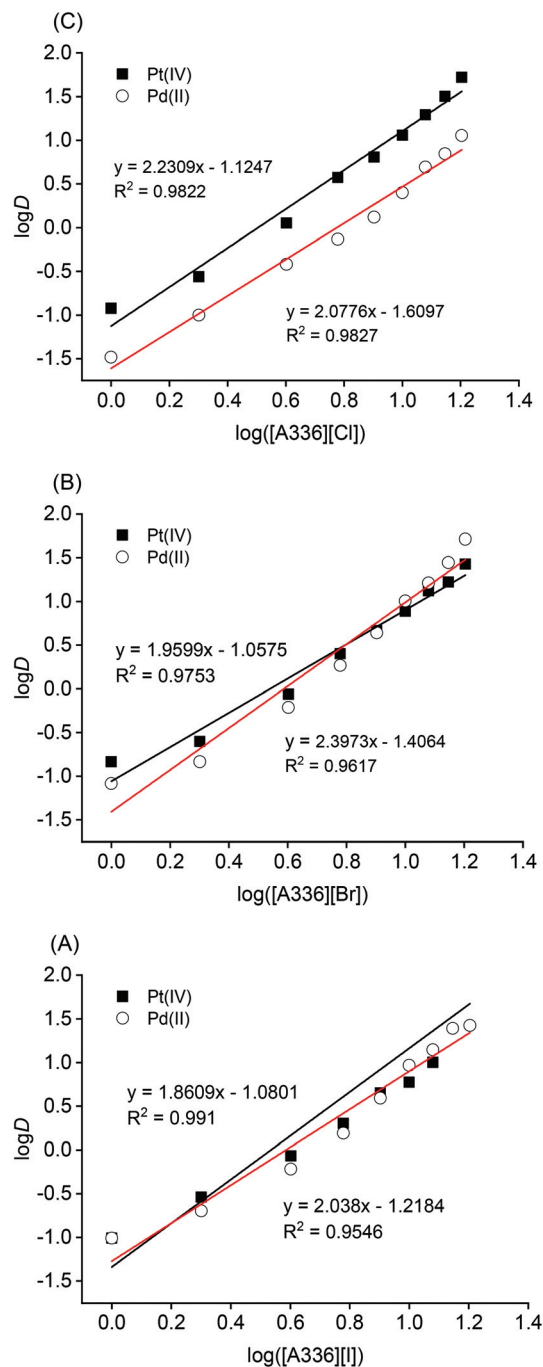 (C)
2.0
1.5
1.0
0.5
0.0
-0.5
-1.0
-1.5
logD
Pt(IV)
Pd(II)
y = 2.2309x - 1.1247
R² = 0.9822
y = 2.0776x - 1.6097
R² = 0.9827
0.0 0.2 0.4 0.6 0.8 1.0 1.2 1.4
log([A336][Cl])
(B)
2.0
1.5
1.0
0.5
0.0
-0.5
-1.0
-1.5
logD
Pt(IV)
Pd(II)
y = 1.9599x - 1.0575
R² = 0.9753
y = 2.3973x - 1.4064
R² = 0.9617
0.0 0.2 0.4 0.6 0.8 1.0 1.2 1.4
log([A336][Br])
(A)
2.0
1.5
1.0
0.5
0.0
-0.5
-1.0
-1.5
logD
Pt(IV)
Pd(II)
y = 1.8609x - 1.0801
R² = 0.991
y = 2.038x - 1.2184
R² = 0.9546
0.0 0.2 0.4 0.6 0.8 1.0 1.2 1.4
log([A336][I])